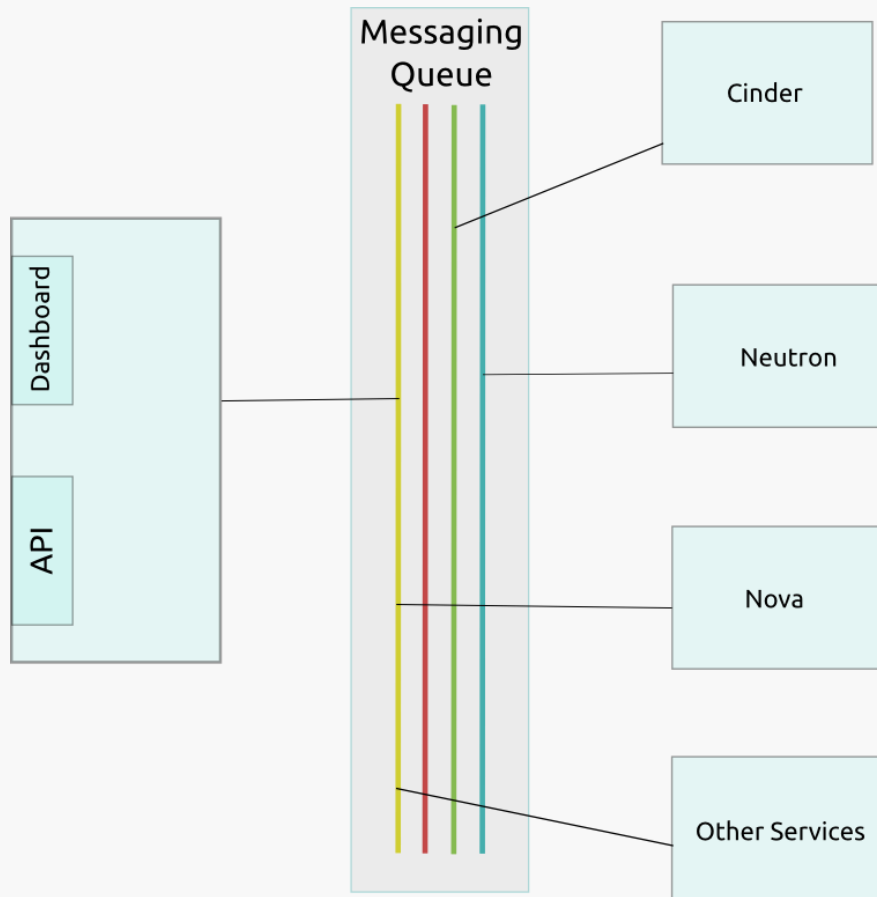 Messaging
Queue
Cinder
Dashboard
Neutron
API
Nova
Other Services